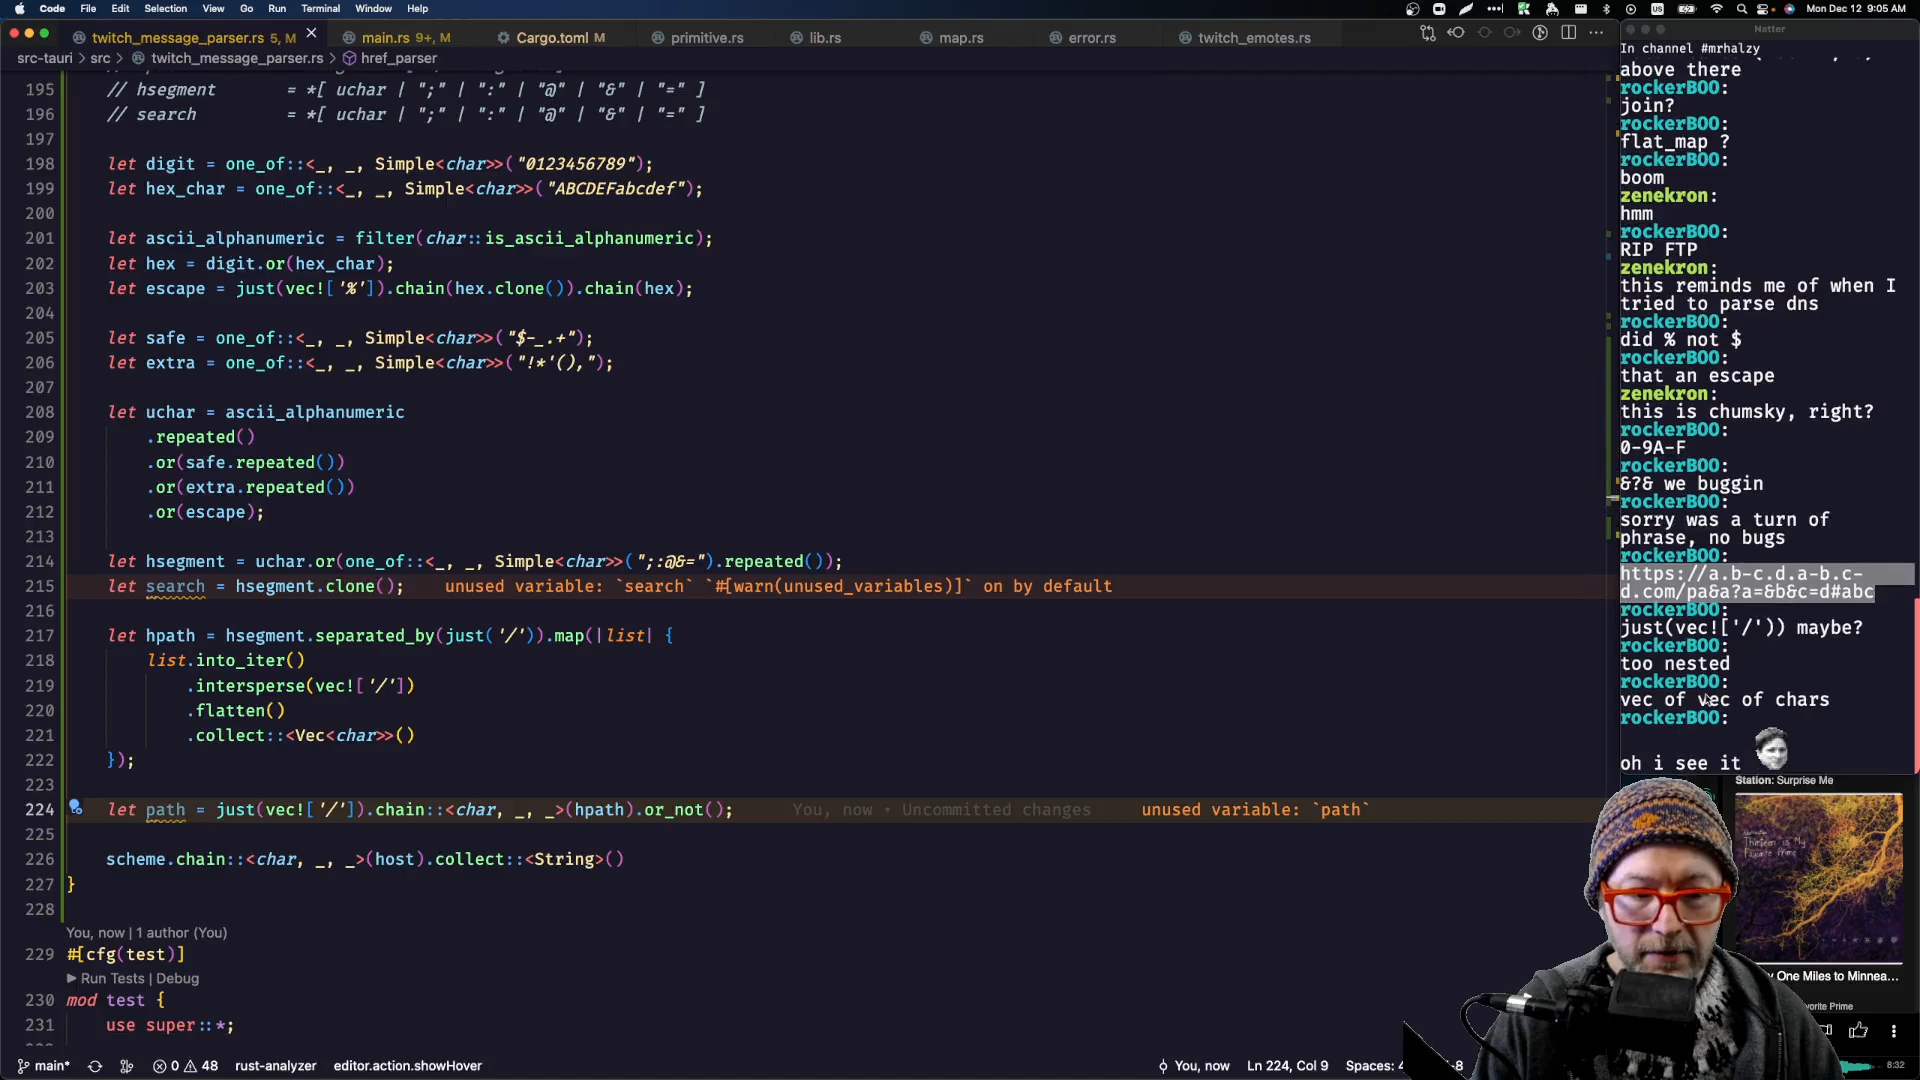 Code File Edit Selection View Go Run Terminal Window Help
Mon Dec 12 9:05 AM
twitch_message_parser.rs 5, M
main.rs 9+, M
Cargo.toml M
primitive.rs
lib.rs
map.rs
error.rs
twitch_emotes.rs
src-tauri > src > twitch_message_parser.rs > href_parser
195 // hsegment = *[ uchar | ";" | ":" | "@" | "&" | "=" ]
196 // search = *[ uchar | ";" | ":" | "@" | "&" | "=" ]
197
198 let digit = one_of::<_, _, Simple<char>>("0123456789");
199 let hex_char = one_of::<_, _, Simple<char>>("ABCDEFabcdef");
200
201 let ascii_alphanumeric = filter(char::is_ascii_alphanumeric);
202 let hex = digit.or(hex_char);
203 let escape = just(vec!['%']).chain(hex.clone()).chain(hex);
204
205 let safe = one_of::<_, _, Simple<char>>("$-_.+");
206 let extra = one_of::<_, _, Simple<char>>("!*'(),");
207
208 let uchar = ascii_alphanumeric
209 .repeated()
210 .or(safe.repeated())
211 .or(extra.repeated())
212 .or(escape);
213
214 let hsegment = uchar.or(one_of::<_, _, Simple<char>>(";:@&=").repeated());
215 let search = hsegment.clone(); unused variable: `search` `#[warn(unused_variables)]` on by default
216
217 let hpath = hsegment.separated_by(just('/')).map(|list| {
218 list.into_iter()
219 .intersperse(vec!['/'])
220 .flatten()
221 .collect::<Vec<char>>()
222 });
223
224 let path = just(vec!['/']).chain::<char, _, _>(hpath).or_not(); You, now • Uncommitted changes unused variable: `path`
225
226 scheme.chain::<char, _, _>(host).collect::<String>()
227 }
228
You, now | 1 author (You)
229 #[cfg(test)]
▶ Run Tests | Debug
230 mod test {
231 use super::*;
main* 0 48 rust-analyzer editor.action.showHover
You, now Ln 224, Col 9 Spaces:
Natter
In channel #mrhalzy
above there
rockerBOO:
join?
rockerBOO:
flat_map ?
rockerBOO:
boom
zenekron:
hmm
rockerBOO:
RIP FTP
zenekron:
this reminds me of when I
tried to parse dns
rockerBOO:
did % not $
rockerBOO:
that an escape
zenekron:
this is chumsky, right?
rockerBOO:
0-9A-F
rockerBOO:
&?& we buggin
rockerBOO:
sorry was a turn of
phrase, no bugs
rockerBOO:
https://a.b-c.d.a-b.c-
d.com/pa&a?a=&b&c=d#abc
rockerBOO:
just(vec!['/']) maybe?
rockerBOO:
too nested
rockerBOO:
vec of vec of chars
rockerBOO:
oh i see it
Station: Surprise Me
Thirteen is My
Favorite Prime
One Miles to Minnea...
Prime
8:32